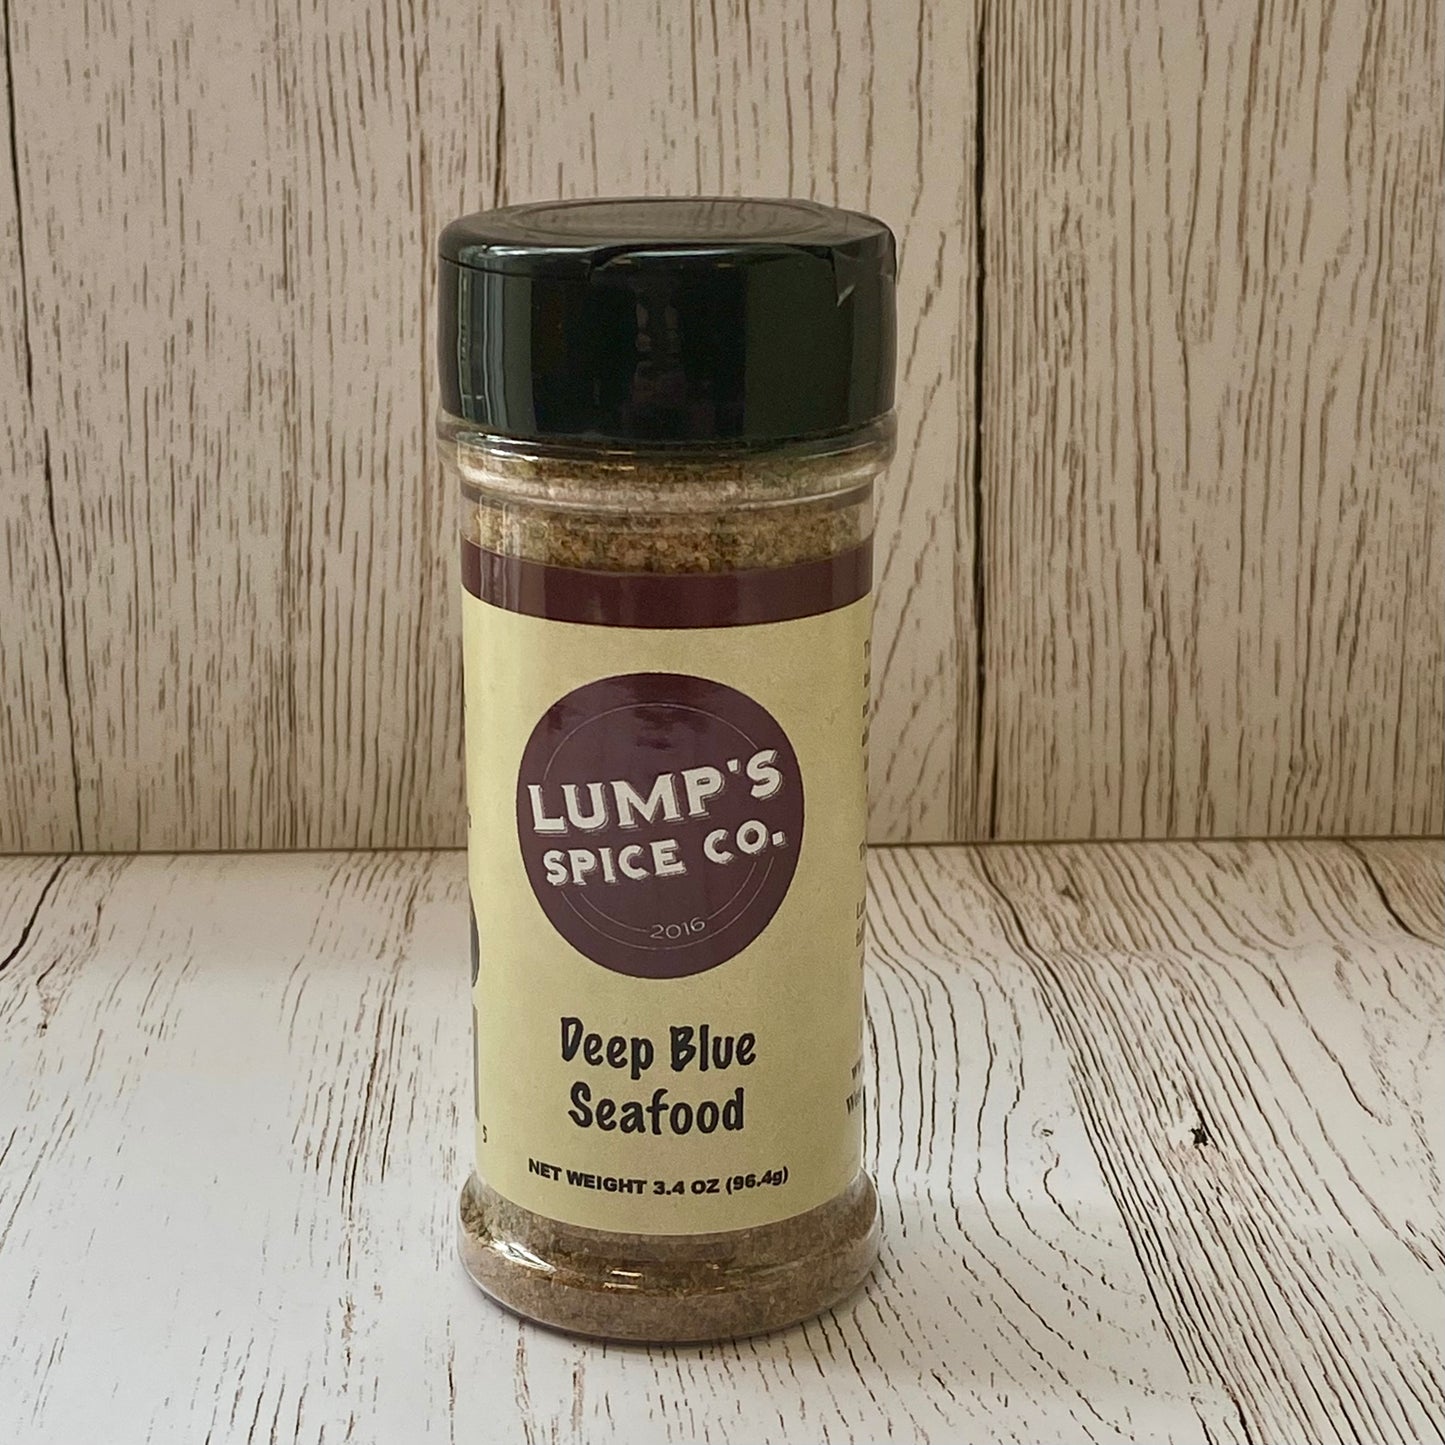 LUMP'S
SPICE CO.
2016
Deep Blue
Seafood
NET WEIGHT 3.4 OZ (96.4g)